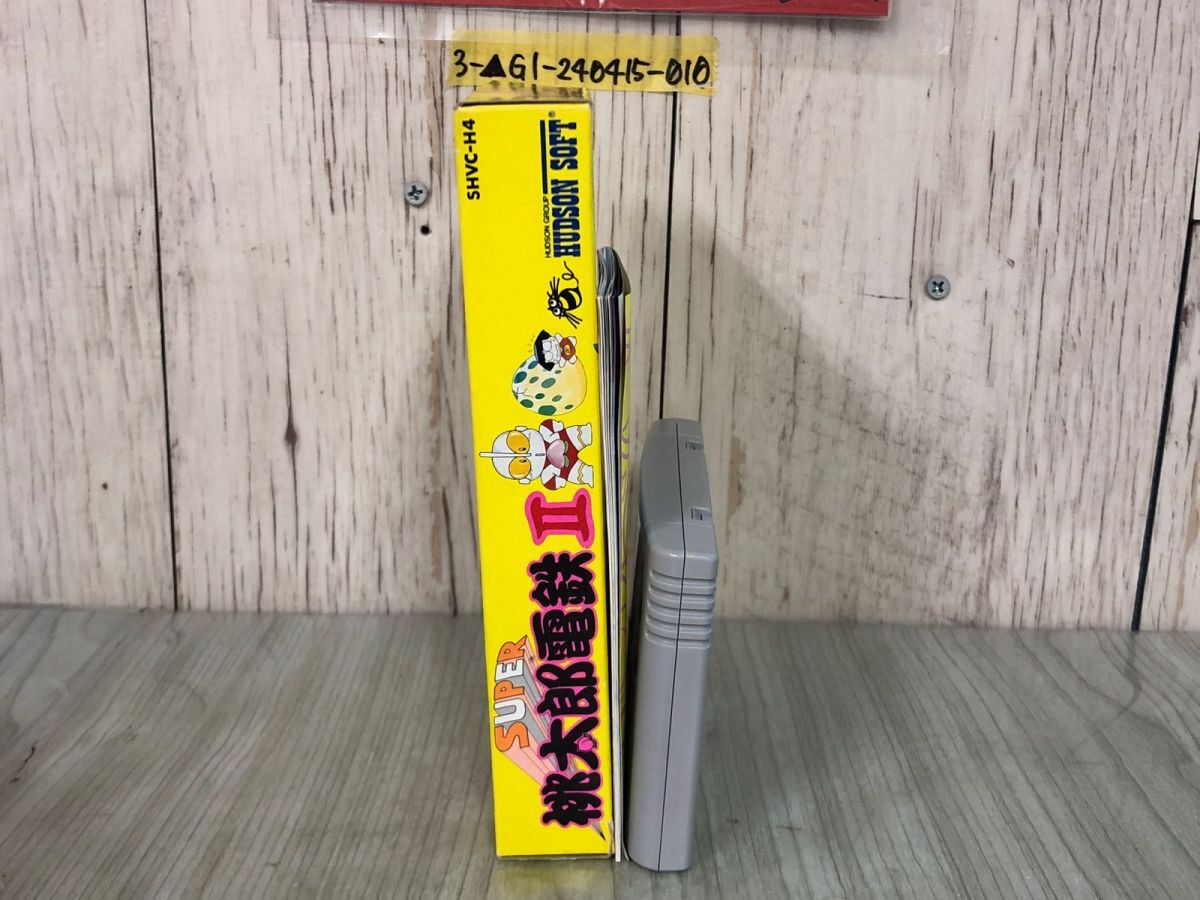 3-▲G1-240415-010
SHVC-H4
HUDSON GROUP
HUDSON SOFT®
SUPER
桃太郎電鉄II